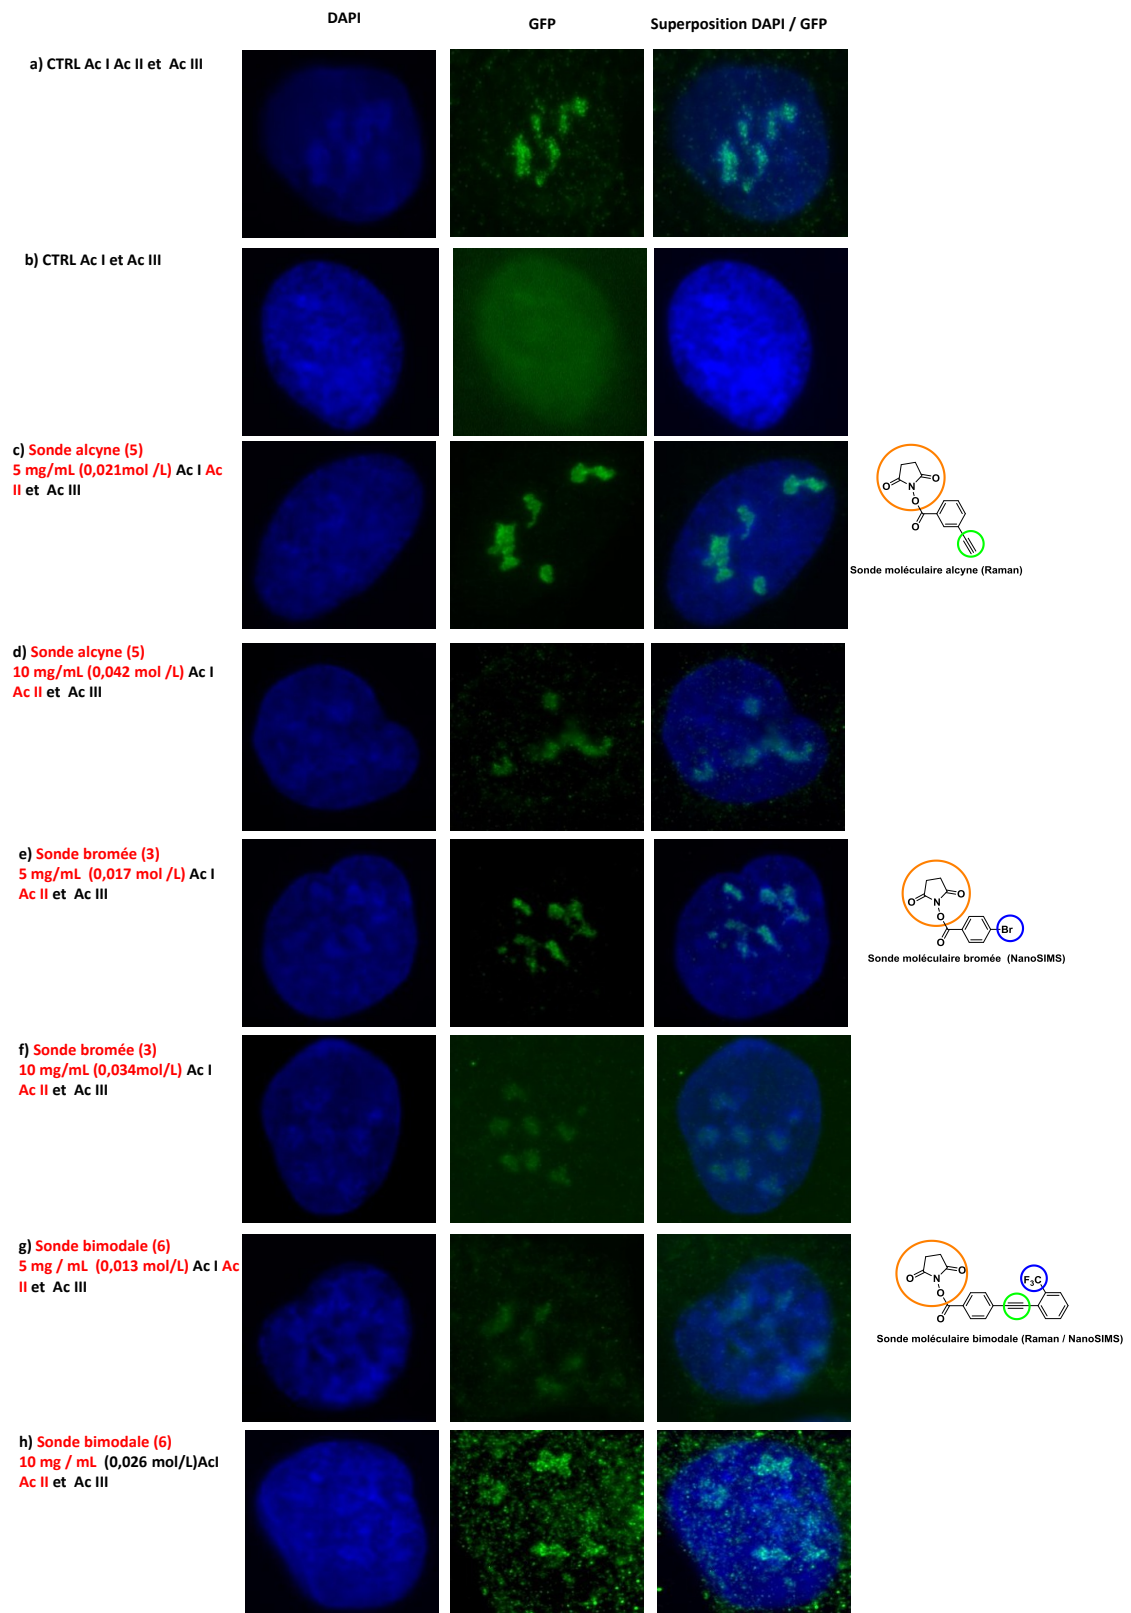 DAPI
GFP
Superposition DAPI / GFP
a) CTRL Ac I Ac II et  Ac III
b) CTRL Ac I et Ac III
c) Sonde alcyne (5)
5 mg/mL (0,021mol /L) Ac I Ac
II et  Ac III
O
N
O
O
O
Sonde moléculaire alcyne (Raman)
d) Sonde alcyne (5)
10 mg/mL (0,042 mol /L) Ac I
Ac II et  Ac III
e) Sonde bromée (3)
5 mg/mL  (0,017 mol /L) Ac I
Ac II et  Ac III
O
N
O
O
O
Br
Sonde moléculaire bromée  (NanoSIMS)
f) Sonde bromée (3)
10 mg/mL (0,034mol/L) Ac I
Ac II et  Ac III
g) Sonde bimodale (6)
5 mg / mL  (0,013 mol/L) Ac I Ac
II et  Ac III
O
N
O
O
O
F3C
Sonde moléculaire bimodale (Raman / NanoSIMS)
h) Sonde bimodale (6)
10 mg / mL  (0,026 mol/L)AcI
Ac II et  Ac III